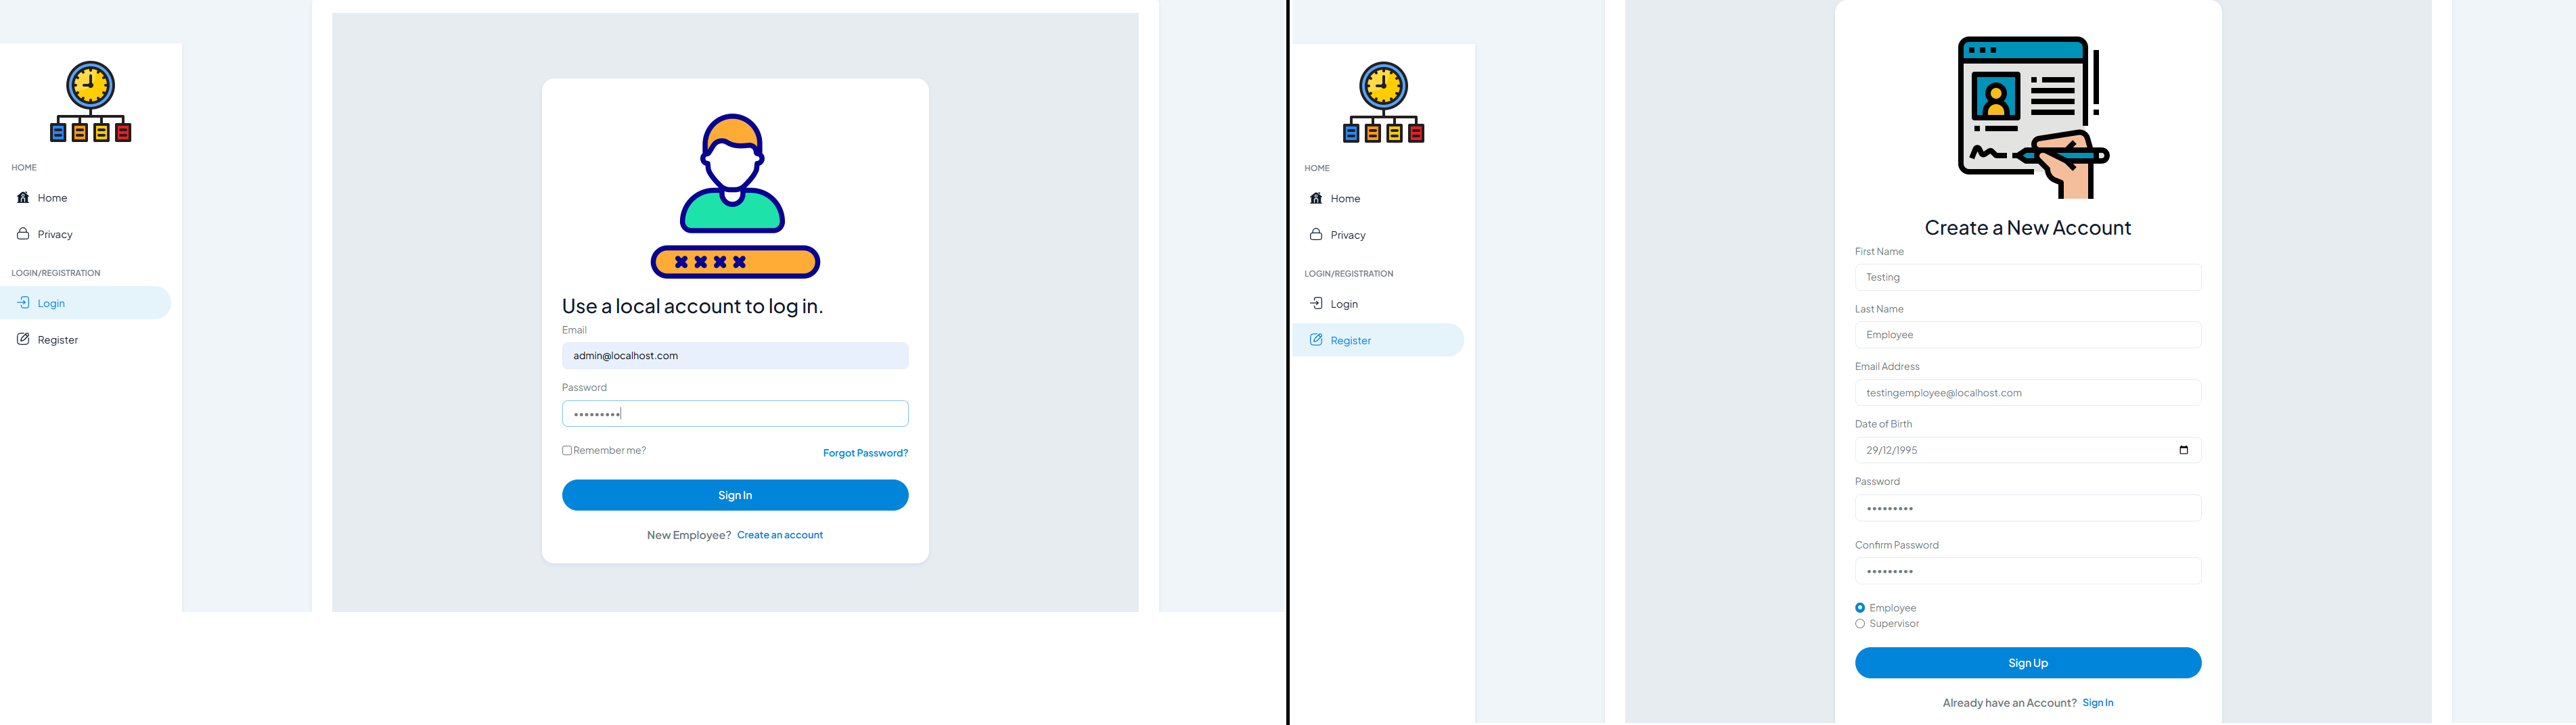 HOME
Home
Privacy
LOGIN/REGISTRATION
Login
Register
Use a local account to log in.
Email
admin@localhost.com
Password
•••••••••
Remember me?
Forgot Password?
Sign In
New Employee? Create an account
HOME
Home
Privacy
LOGIN/REGISTRATION
Login
Register
Create a New Account
First Name
Testing
Last Name
Employee
Email Address
testingemployee@localhost.com
Date of Birth
29/12/1995
Password
•••••••••
Confirm Password
•••••••••
Employee
Supervisor
Sign Up
Already have an Account? Sign In